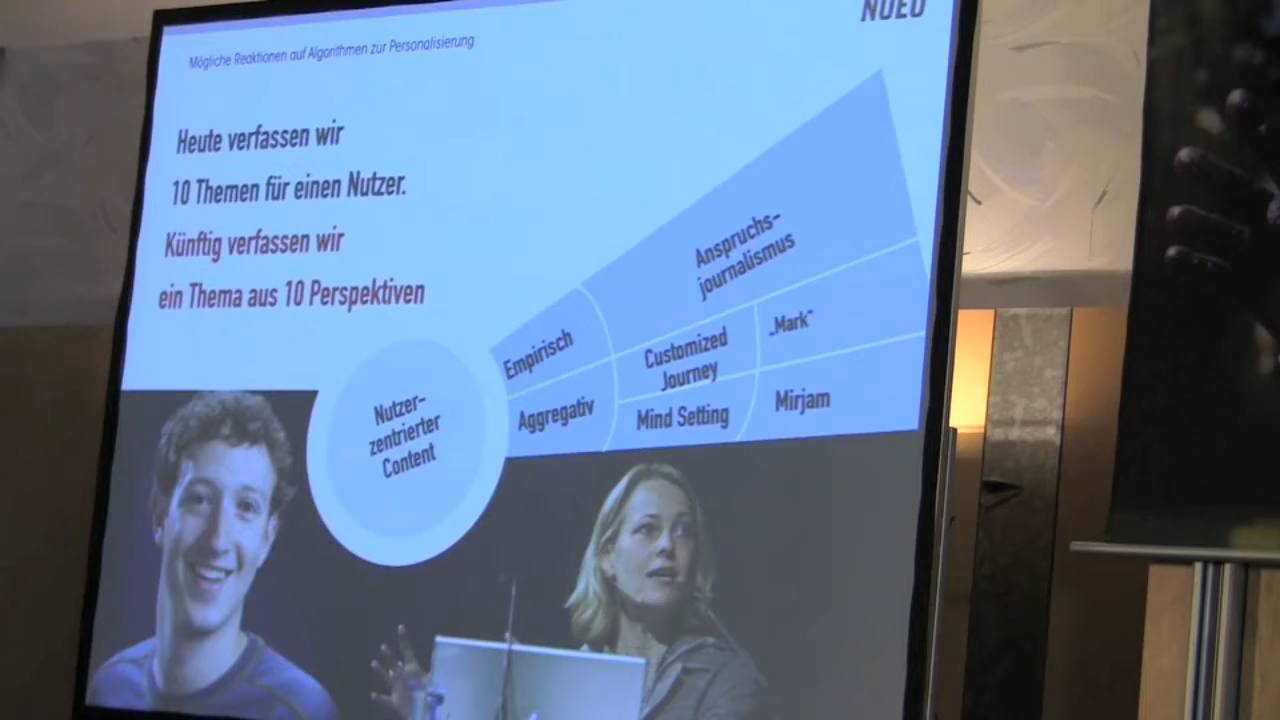 NUEU
Mögliche Reaktionen auf Algorithmen zur Personalisierung
Heute verfassen wir
10 Themen für einen Nutzer.
Künftig verfassen wir
ein Thema aus 10 Perspektiven
Anspruchs-
journalismus
Empirisch
Customized
Journey
„Mark“
Aggregativ
Mind Setting
Mirjam
Nutzer-
zentrierter
Content